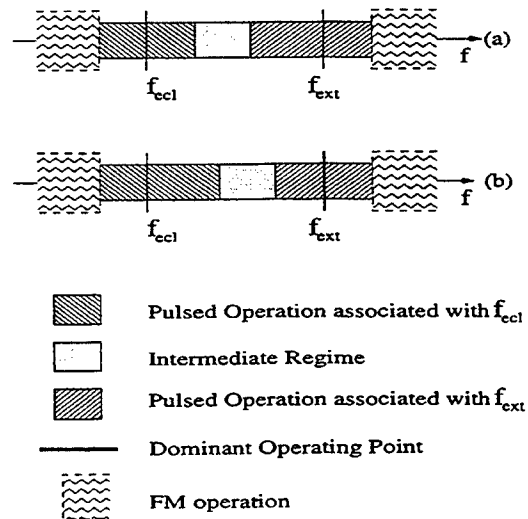 (a)
f
f_ecl
f_ext
(b)
f
f_ecl
f_ext
Pulsed Operation associated with f_ecl
Intermediate Regime
Pulsed Operation associated with f_ext
Dominant Operating Point
FM operation